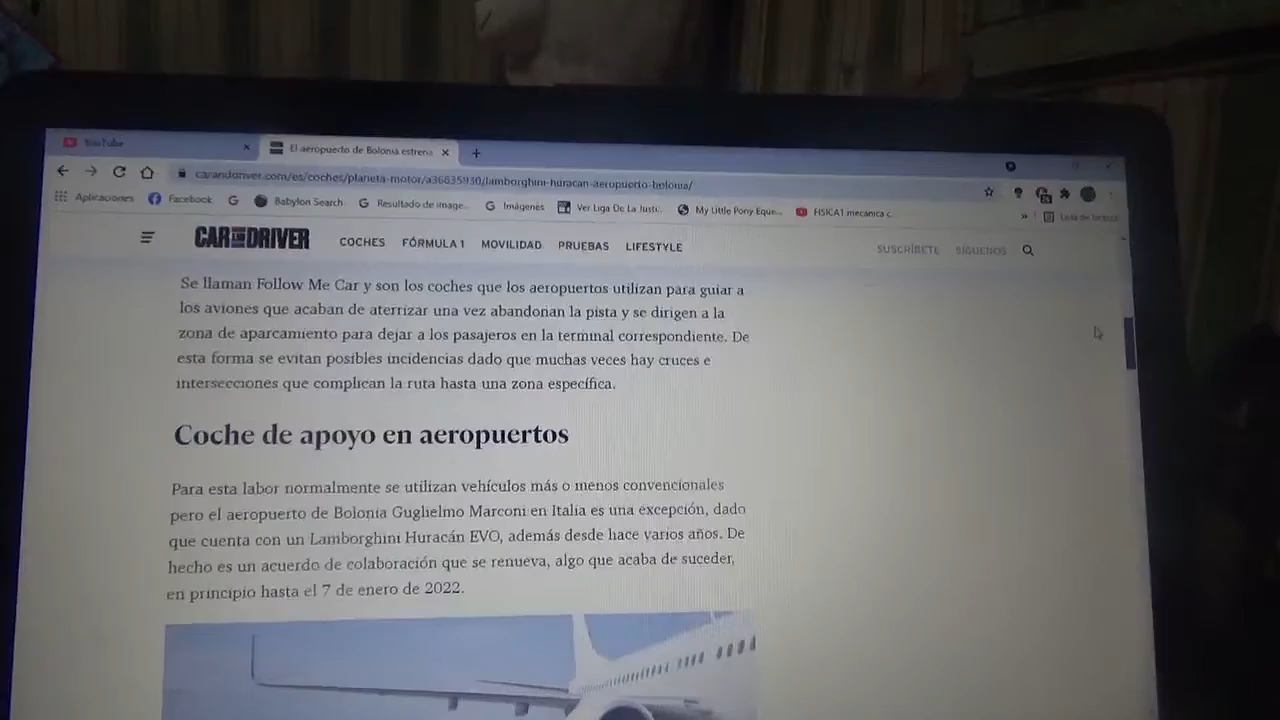 YouTube
El aeropuerto de Bolonia estrena
carandriver.com/es/coches/planeta-motor/a36835930/lamborghini-huracan-aeropuerto-bolonia/
Aplicaciones
Facebook
Babylon Search
Resultado de image...
Imágenes
Ver Liga De La Justi...
My Little Pony Eque...
FISICA1 mecanica c...
Lista de lectura
CAR AND DRIVER
COCHES
FÓRMULA 1
MOVILIDAD
PRUEBAS
LIFESTYLE
SUSCRÍBETE
SÍGUENOS
Se llaman Follow Me Car y son los coches que los aeropuertos utilizan para guiar a
los aviones que acaban de aterrizar una vez abandonan la pista y se dirigen a la
zona de aparcamiento para dejar a los pasajeros en la terminal correspondiente. De
esta forma se evitan posibles incidencias dado que muchas veces hay cruces e
intersecciones que complican la ruta hasta una zona específica.
Coche de apoyo en aeropuertos
Para esta labor normalmente se utilizan vehículos más o menos convencionales
pero el aeropuerto de Bolonia Guglielmo Marconi en Italia es una excepción, dado
que cuenta con un Lamborghini Huracán EVO, además desde hace varios años. De
hecho es un acuerdo de colaboración que se renueva, algo que acaba de suceder,
en principio hasta el 7 de enero de 2022.